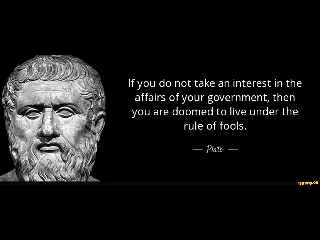 If you do not take an interest in the
affairs of your government, then
you are doomed to live under the
rule of fools.
— Plato —